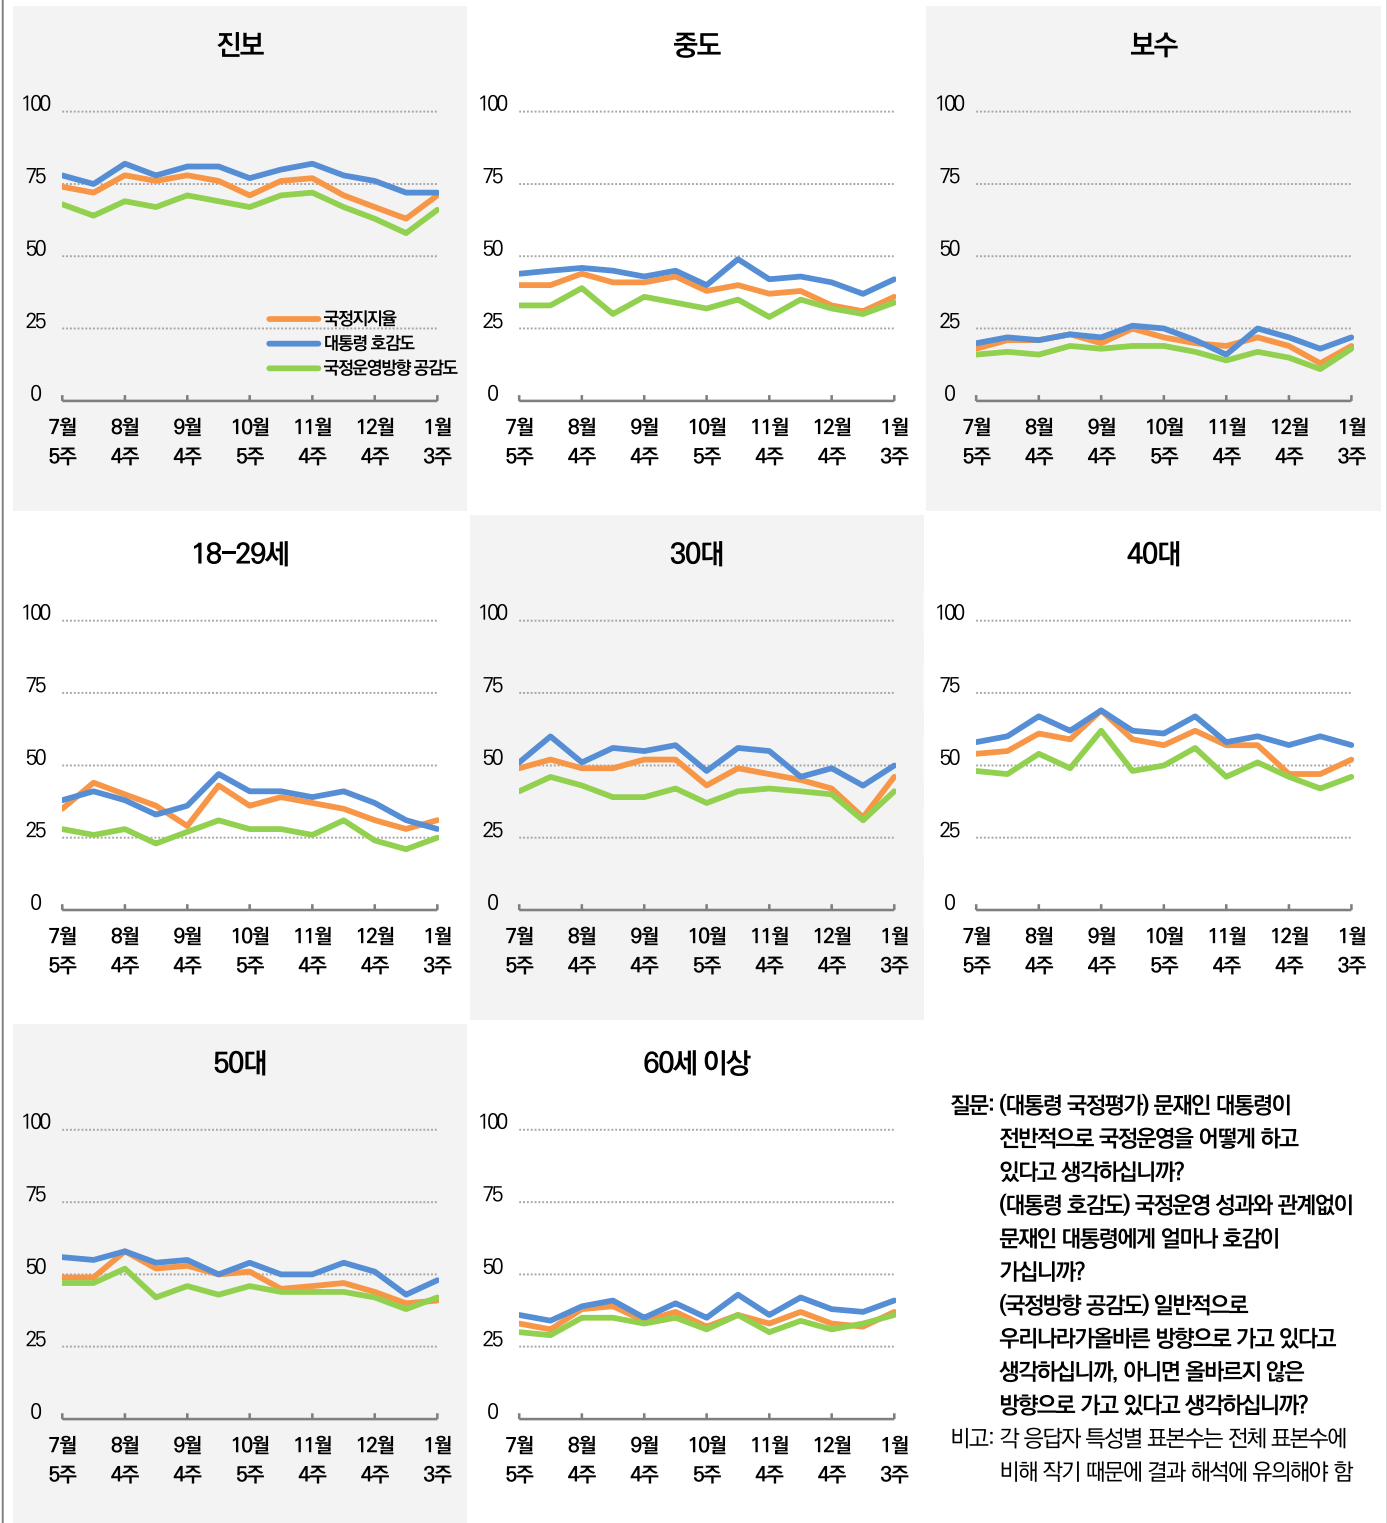 진보
100
75
50
25
0
국정지지율
대통령 호감도
국정운영방향 공감도
7월 8월 9월 10월 11월 12월 1월
5주 4주 4주 5주 4주 4주 3주
중도
100
75
50
25
0
7월 8월 9월 10월 11월 12월 1월
5주 4주 4주 5주 4주 4주 3주
보수
100
75
50
25
0
7월 8월 9월 10월 11월 12월 1월
5주 4주 4주 5주 4주 4주 3주
18-29세
100
75
50
25
0
7월 8월 9월 10월 11월 12월 1월
5주 4주 4주 5주 4주 4주 3주
30대
100
75
50
25
0
7월 8월 9월 10월 11월 12월 1월
5주 4주 4주 5주 4주 4주 3주
40대
100
75
50
25
0
7월 8월 9월 10월 11월 12월 1월
5주 4주 4주 5주 4주 4주 3주
50대
100
75
50
25
0
7월 8월 9월 10월 11월 12월 1월
5주 4주 4주 5주 4주 4주 3주
60세 이상
100
75
50
25
0
7월 8월 9월 10월 11월 12월 1월
5주 4주 4주 5주 4주 4주 3주
질문: (대통령 국정평가) 문재인 대통령이
전반적으로 국정운영을 어떻게 하고
있다고 생각하십니까?
(대통령 호감도) 국정운영 성과와 관계없이
문재인 대통령에게 얼마나 호감이
가십니까?
(국정방향 공감도) 일반적으로
우리나라가올바른 방향으로 가고 있다고
생각하십니까, 아니면 올바르지 않은
방향으로 가고 있다고 생각하십니까?
비고: 각 응답자 특성별 표본수는 전체 표본수에
비해 작기 때문에 결과 해석에 유의해야 함